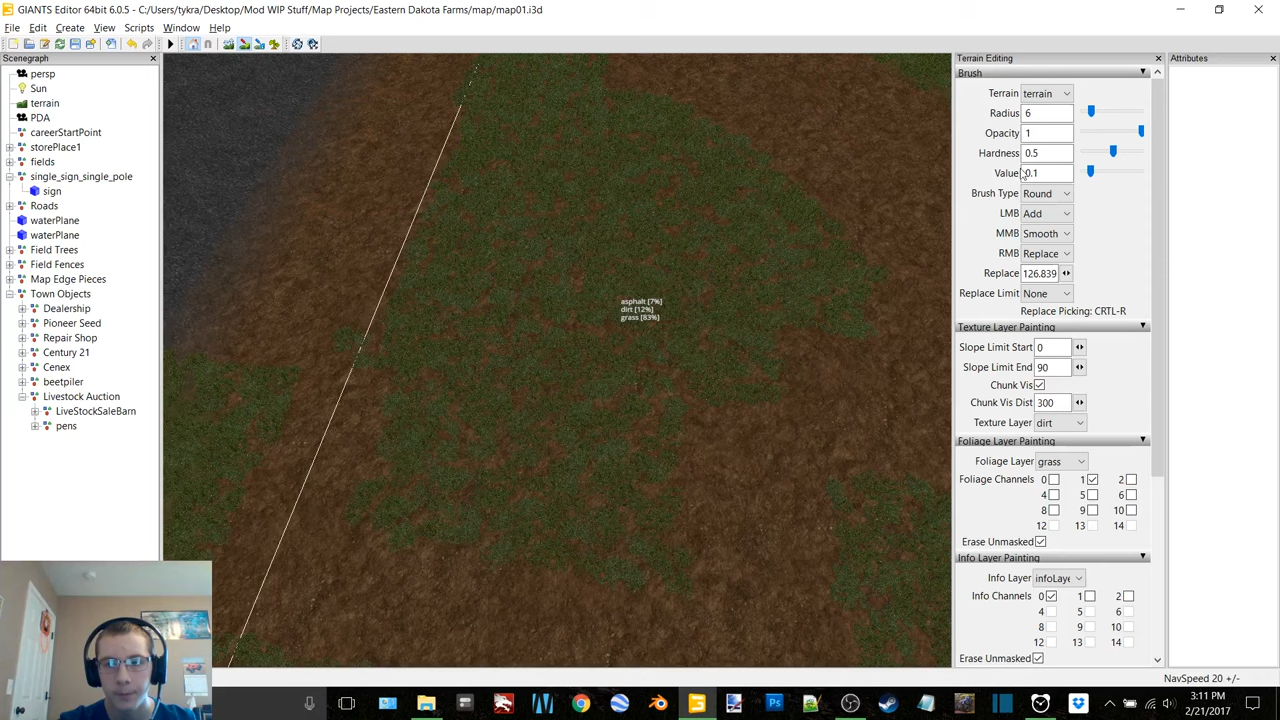 GIANTS Editor 64bit 6.0.5 - C:/Users/tykra/Desktop/Mod WIP Stuff/Map Projects/Eastern Dakota Farms/map/map01.i3d
File Edit Create View Scripts Window Help
Scenegraph
persp
Sun
terrain
PDA
careerStartPoint
storePlace1
fields
single_sign_single_pole
sign
Roads
waterPlane
waterPlane
Field Trees
Field Fences
Map Edge Pieces
Town Objects
Dealership
Pioneer Seed
Repair Shop
Century 21
Cenex
beetpiler
Livestock Auction
LiveStockSaleBarn
pens
asphalt [7%]
dirt [12%]
grass [83%]
Terrain Editing
Brush
Terrain terrain
Radius 6
Opacity 1
Hardness 0.5
Value 0.1
Brush Type Round
LMB Add
MMB Smooth
RMB Replace
Replace 126.839
Replace Limit None
Replace Picking: CRTL-R
Texture Layer Painting
Slope Limit Start 0
Slope Limit End 90
Chunk Vis
Chunk Vis Dist 300
Texture Layer dirt
Foliage Layer Painting
Foliage Layer grass
Foliage Channels 0 1 2
4 5 6
8 9 10
12 13 14
Erase Unmasked
Info Layer Painting
Info Layer infoLaye
Info Channels 0 1 2
4 5 6
8 9 10
12 13 14
Erase Unmasked
Attributes
NavSpeed 20 +/-
3:11 PM
2/21/2017